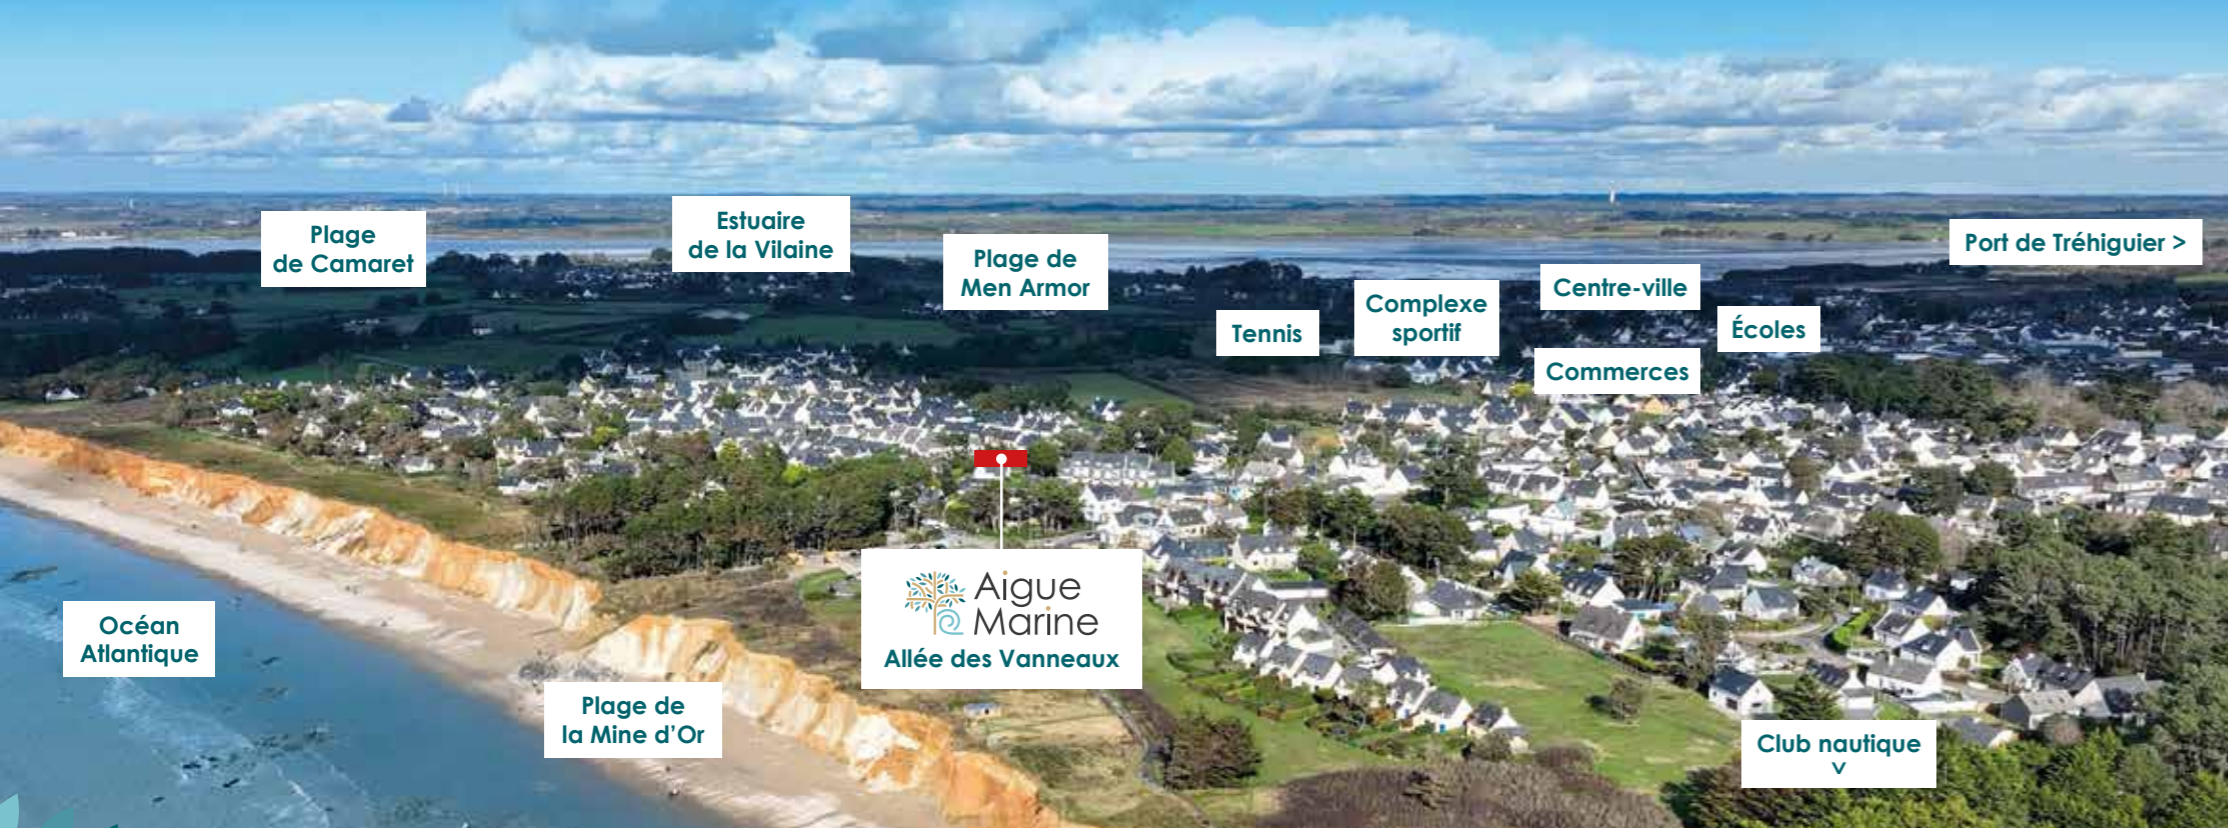 Plage
de Camaret
Estuaire
de la Vilaine
Plage de
Men Armor
Port de Tréhiguier >
Tennis
Complexe
sportif
Centre-ville
Écoles
Commerces
Aigue
Marine
Allée des Vanneaux
Océan
Atlantique
Plage de
la Mine d'Or
Club nautique
v